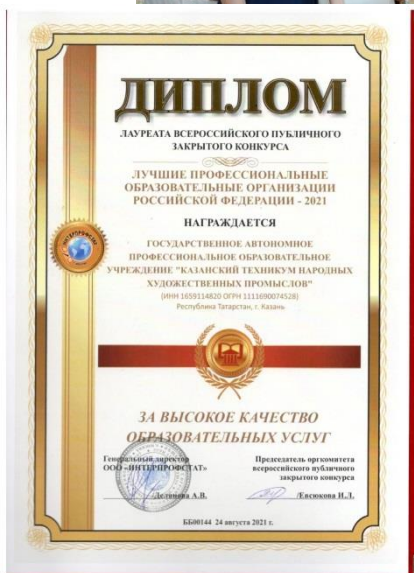 ДИПЛОМ
ЛАУРЕАТА ВСЕРОССИЙСКОГО ПУБЛИЧНОГО
ЗАКРЫТОГО КОНКУРСА
ЛУЧШИЕ ПРОФЕССИОНАЛЬНЫЕ
ОБРАЗОВАТЕЛЬНЫЕ ОРГАНИЗАЦИИ
РОССИЙСКОЙ ФЕДЕРАЦИИ - 2021
НАГРАЖДАЕТСЯ
ГОСУДАРСТВЕННОЕ АВТОНОМНОЕ
ПРОФЕССИОНАЛЬНОЕ ОБРАЗОВАТЕЛЬНОЕ
УЧРЕЖДЕНИЕ "КАЗАНСКИЙ ТЕХНИКУМ НАРОДНЫХ
ХУДОЖЕСТВЕННЫХ ПРОМЫСЛОВ"
(ИНН 1659114820 ОГРН 1111690074528)
Республика Татарстан, г. Казань
ИНТЕРПРОФСТАТ
ЗА ВЫСОКОЕ КАЧЕСТВО
ОБРАЗОВАТЕЛЬНЫХ УСЛУГ
Генеральный директор
ООО «ИНТЕРПРОФСТАТ»
А.В.
Председатель оргкомитета
всероссийского публичного
закрытого конкурса
/Евсюкова И.Л.
ББ00144 24 августа 2021 г.